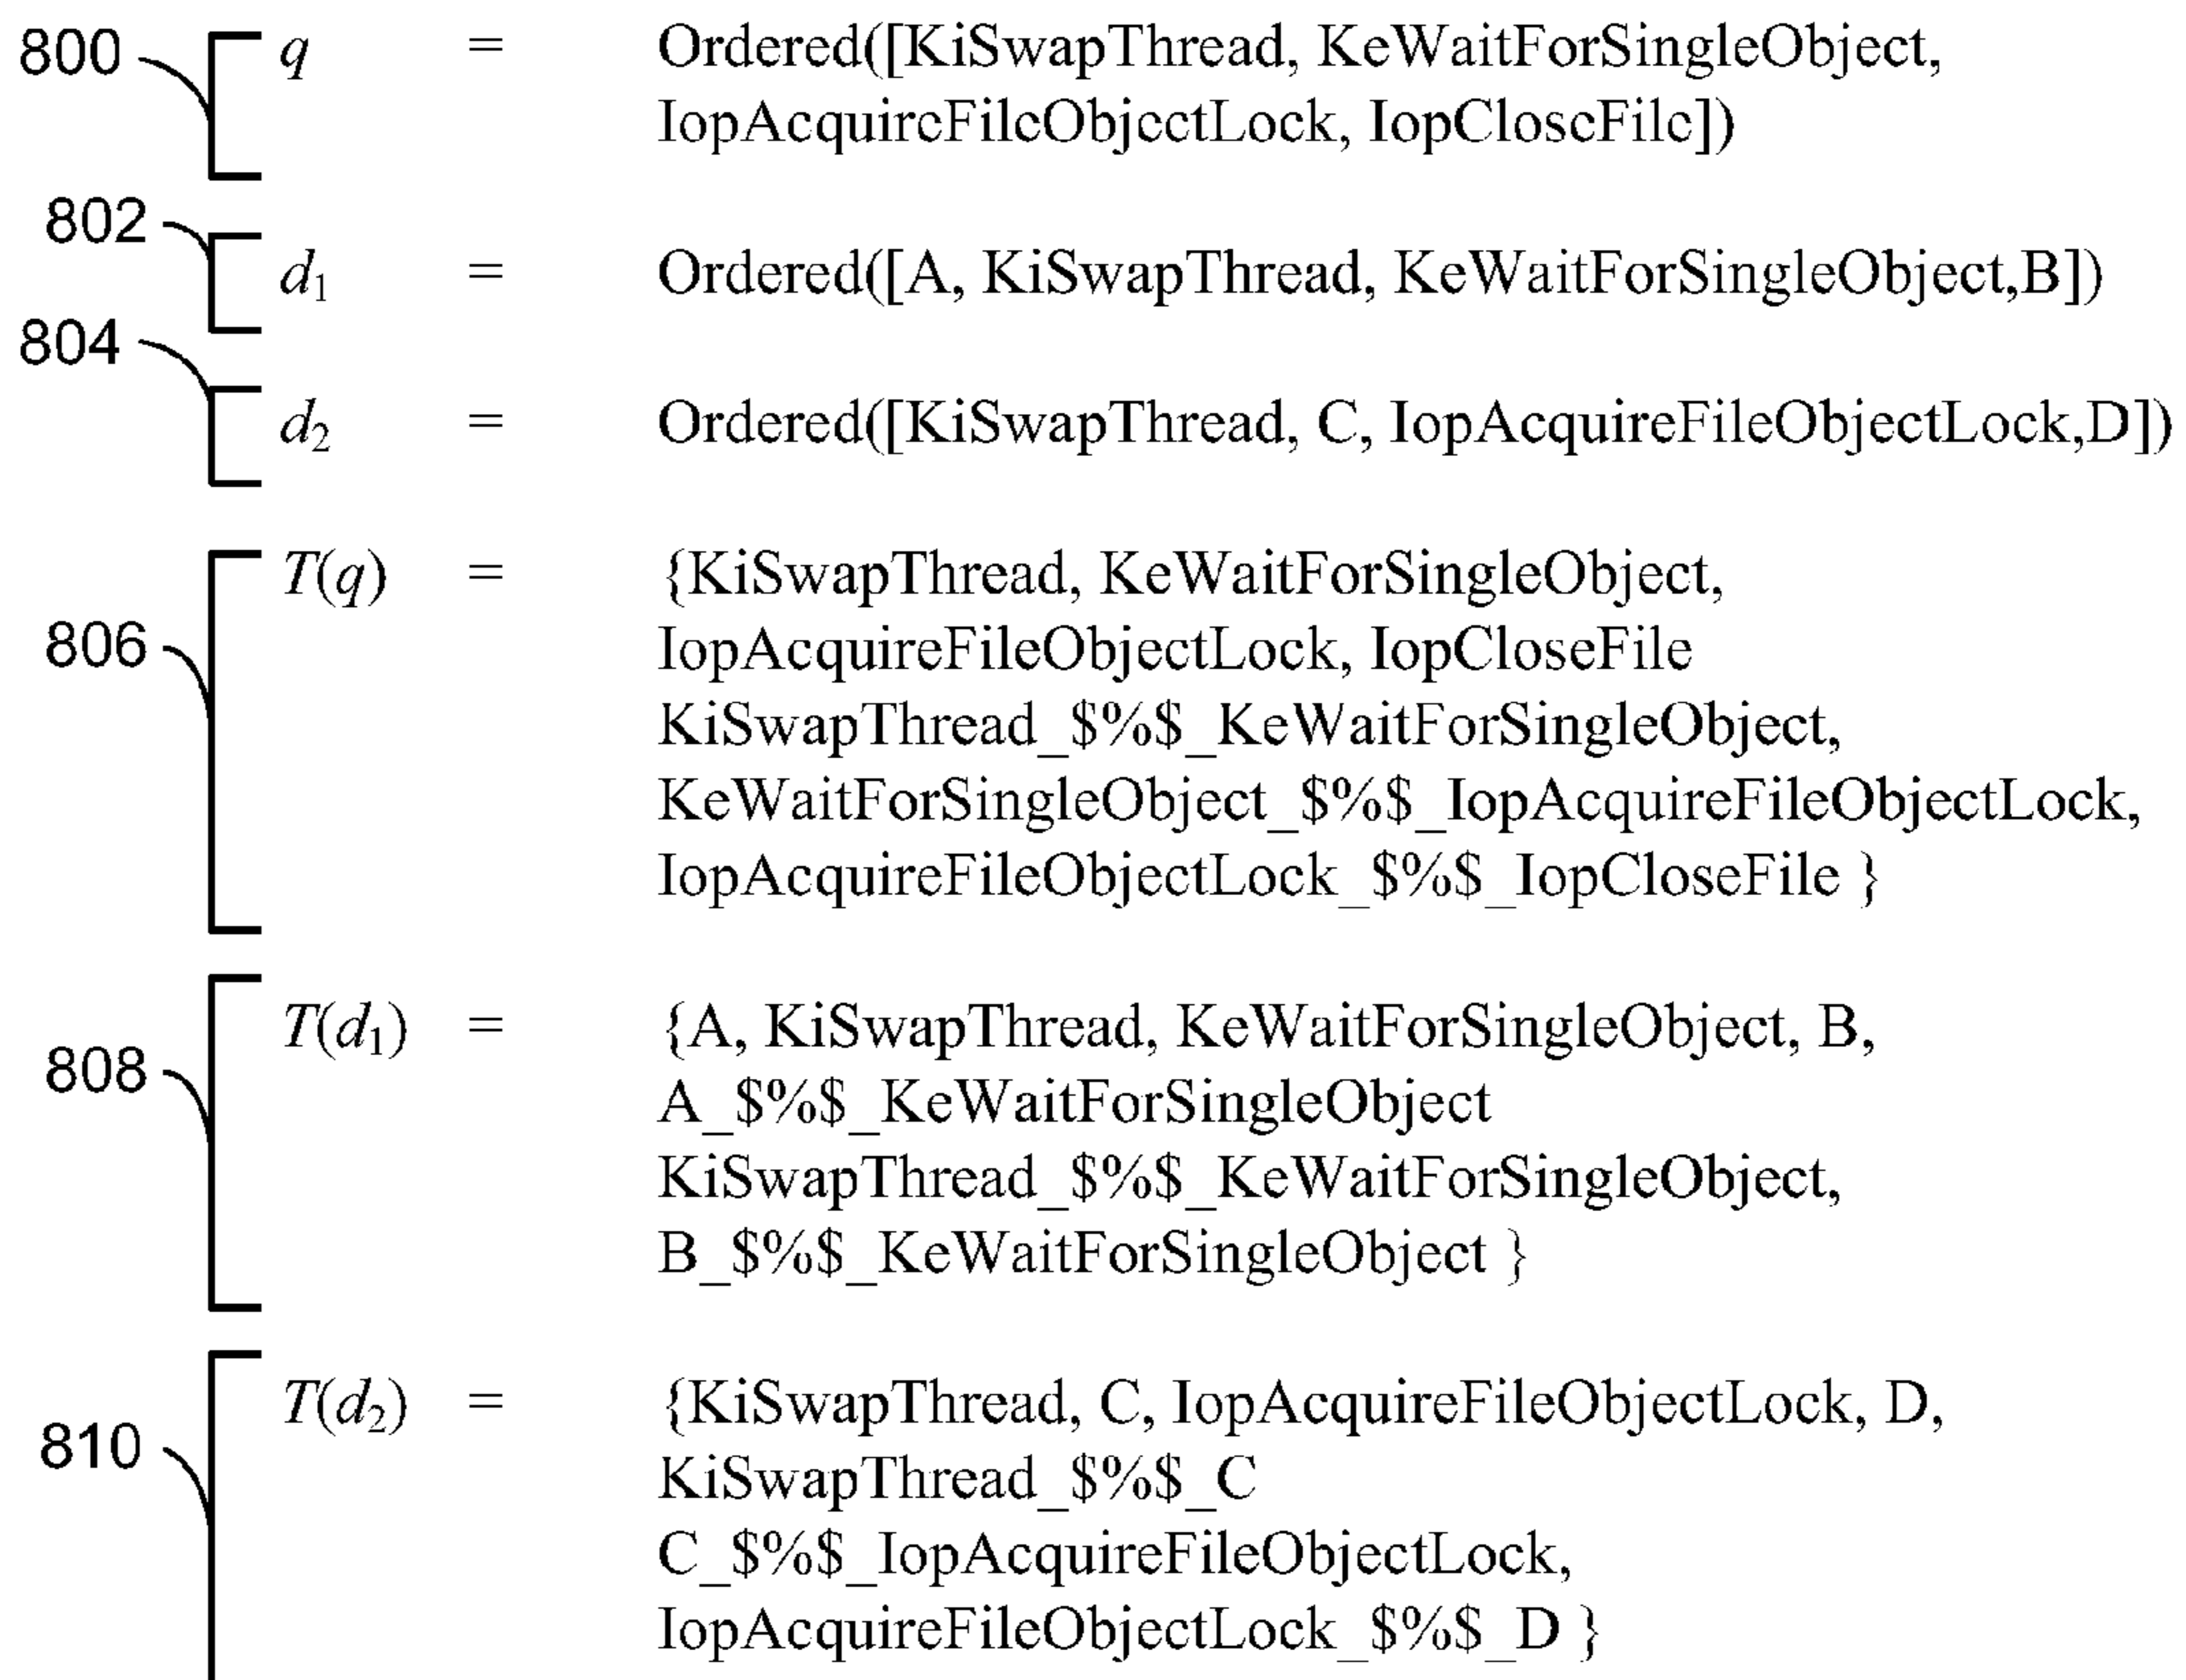 800 q = Ordered([KiSwapThread, KeWaitForSingleObject,
IopAcquireFileObjectLock, IopCloseFile])
802 d1 = Ordered([A, KiSwapThread, KeWaitForSingleObject,B])
804 d2 = Ordered([KiSwapThread, C, IopAcquireFileObjectLock,D])
T(q) = {KiSwapThread, KeWaitForSingleObject,
806 IopAcquireFileObjectLock, IopCloseFile
KiSwapThread_$%$_KeWaitForSingleObject,
KeWaitForSingleObject_$%$_IopAcquireFileObjectLock,
IopAcquireFileObjectLock_$%$_IopCloseFile }
T(d1) = {A, KiSwapThread, KeWaitForSingleObject, B,
808 A_$%$_KeWaitForSingleObject
KiSwapThread_$%$_KeWaitForSingleObject,
B_$%$_KeWaitForSingleObject }
T(d2) = {KiSwapThread, C, IopAcquireFileObjectLock, D,
810 KiSwapThread_$%$_C
C_$%$_IopAcquireFileObjectLock,
IopAcquireFileObjectLock_$%$_D }